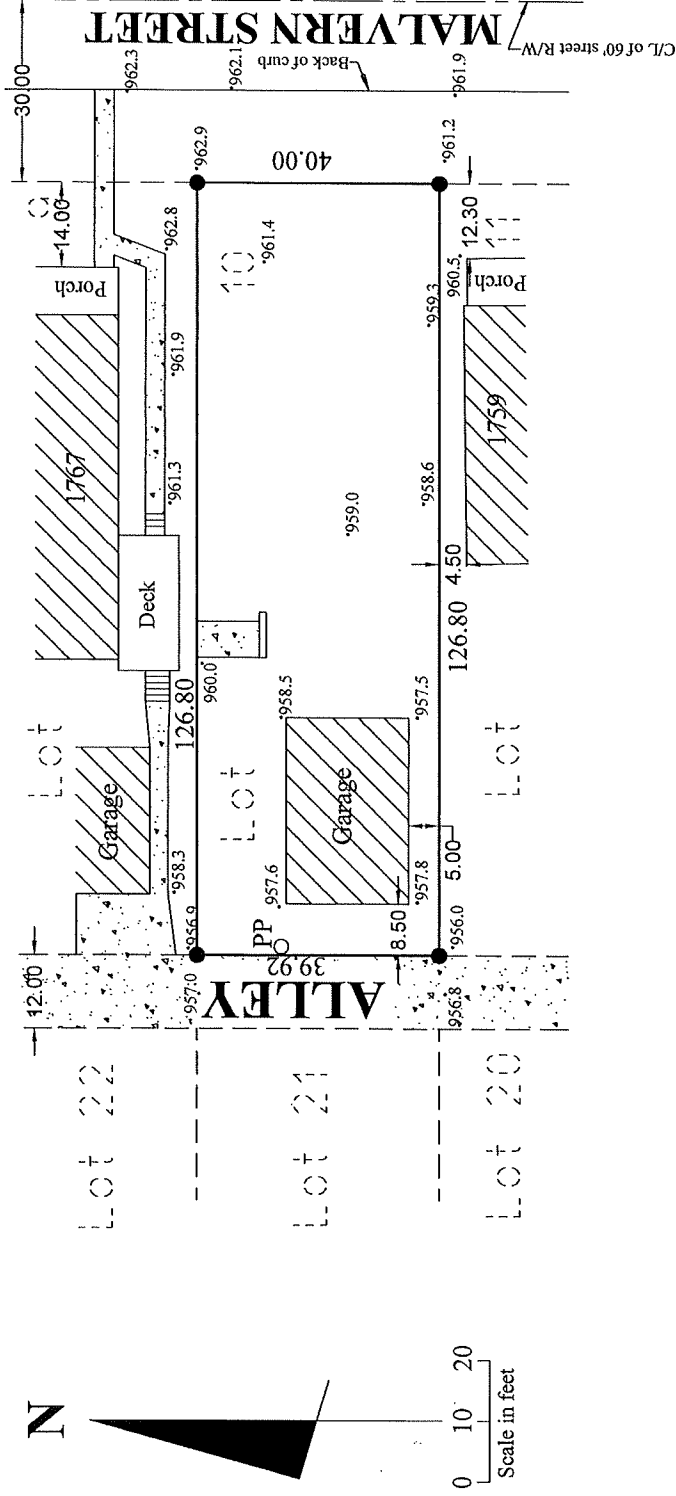 MALVERN STREET
C/L of 60' street R/W
Back of curb
30.00
14.00
12.30
40.00
962.3
962.1
961.9
962.9
961.2
962.8
961.4
960.5
959.3
961.9
961.3
958.6
959.0
Porch
Porch
1767
1759
Deck
4.50
126.80
126.80
960.0
958.5
957.5
Lot 9
Lot 10
Lot 11
Garage
Garage
958.3
957.6
957.8
5.00
8.50
PP
39.92
956.9
956.0
957.0
956.8
ALLEY
12.00
Lot 22
Lot 21
Lot 20
N
0 10 20
Scale in feet